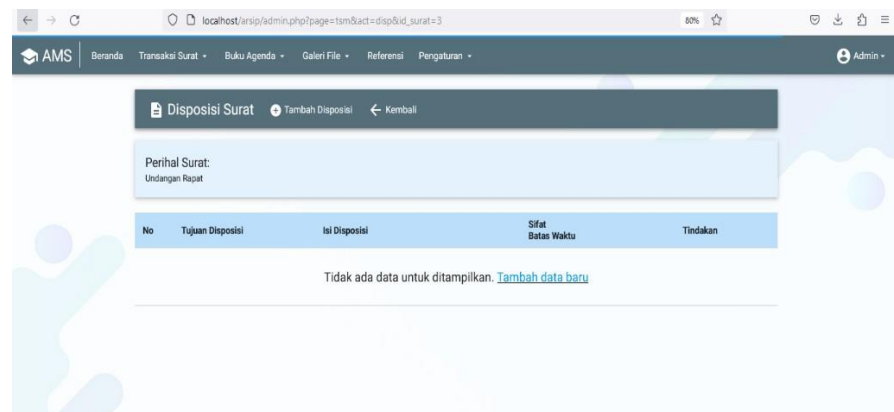 localhost/arsip/admin.php?page=tsm&act=disp&id_surat=3 80%
AMS Beranda Transaksi Surat Buku Agenda Galeri File Referensi Pengaturan Admin
Disposisi Surat Tambah Disposisi Kembali
Perihal Surat:
Undangan Rapat
No Tujuan Disposisi Isi Disposisi Sifat Tindakan
Batas Waktu
Tidak ada data untuk ditampilkan. Tambah data baru